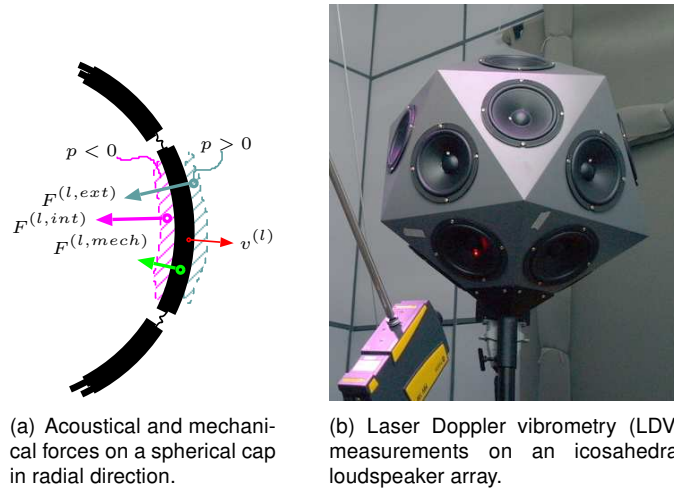 p < 0
p > 0
F^(l,ext)
F^(l,int)
F^(l,mech)
v^(l)
(a) Acoustical and mechani-
cal forces on a spherical cap
in radial direction.
(b) Laser Doppler vibrometry (LDV
measurements on an icosahedra
loudspeaker array.